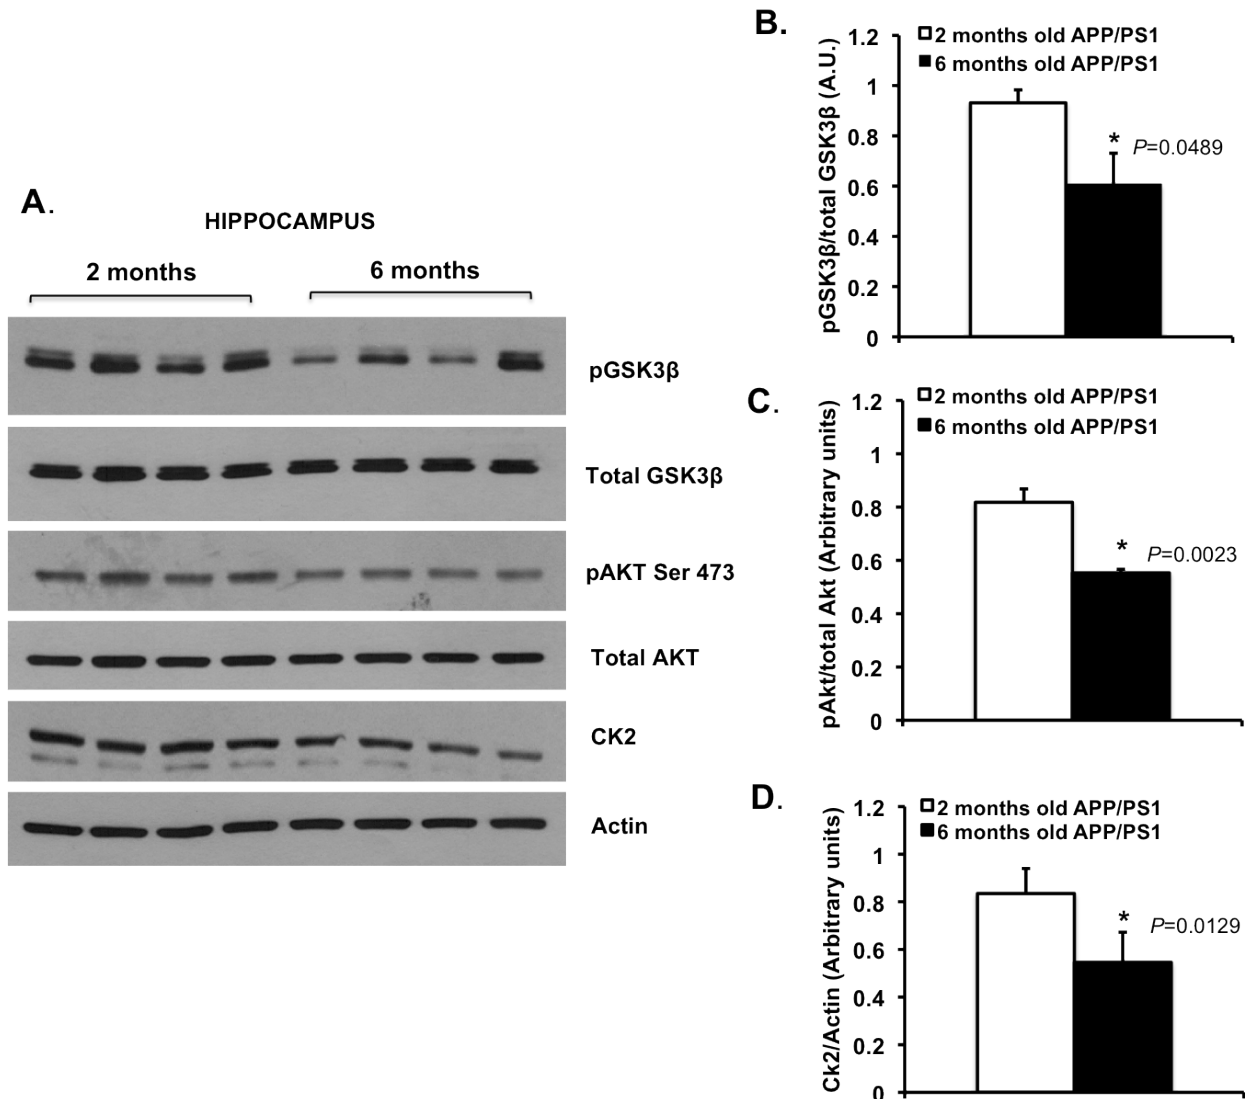 A.
HIPPOCAMPUS
2 months
6 months
pGSK3β
Total GSK3β
pAKT Ser 473
Total AKT
CK2
Actin
B.
pGSK3β/total GSK3β (A.U.)
1.2
1
0.8
0.6
0.4
0.2
0
2 months old APP/PS1
6 months old APP/PS1
*
P=0.0489
C.
pAkt/total Akt (Arbitrary units)
1.2
1
0.8
0.6
0.4
0.2
0
2 months old APP/PS1
6 months old APP/PS1
*
P=0.0023
D.
Ck2/Actin (Arbitrary units)
1.2
1
0.8
0.6
0.4
0.2
0
2 months old APP/PS1
6 months old APP/PS1
*
P=0.0129